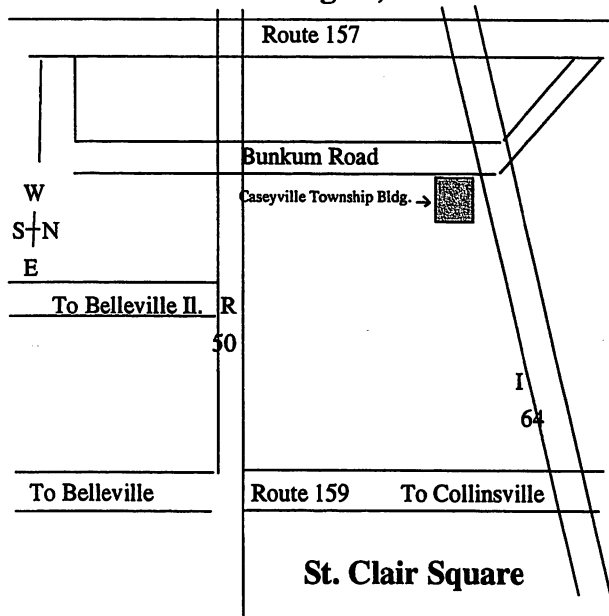 Route 157
Bunkum Road
Caseyville Township Bldg.
W
S N
E
To Belleville Il. R
50
I
64
To Belleville Route 159 To Collinsville
St. Clair Square